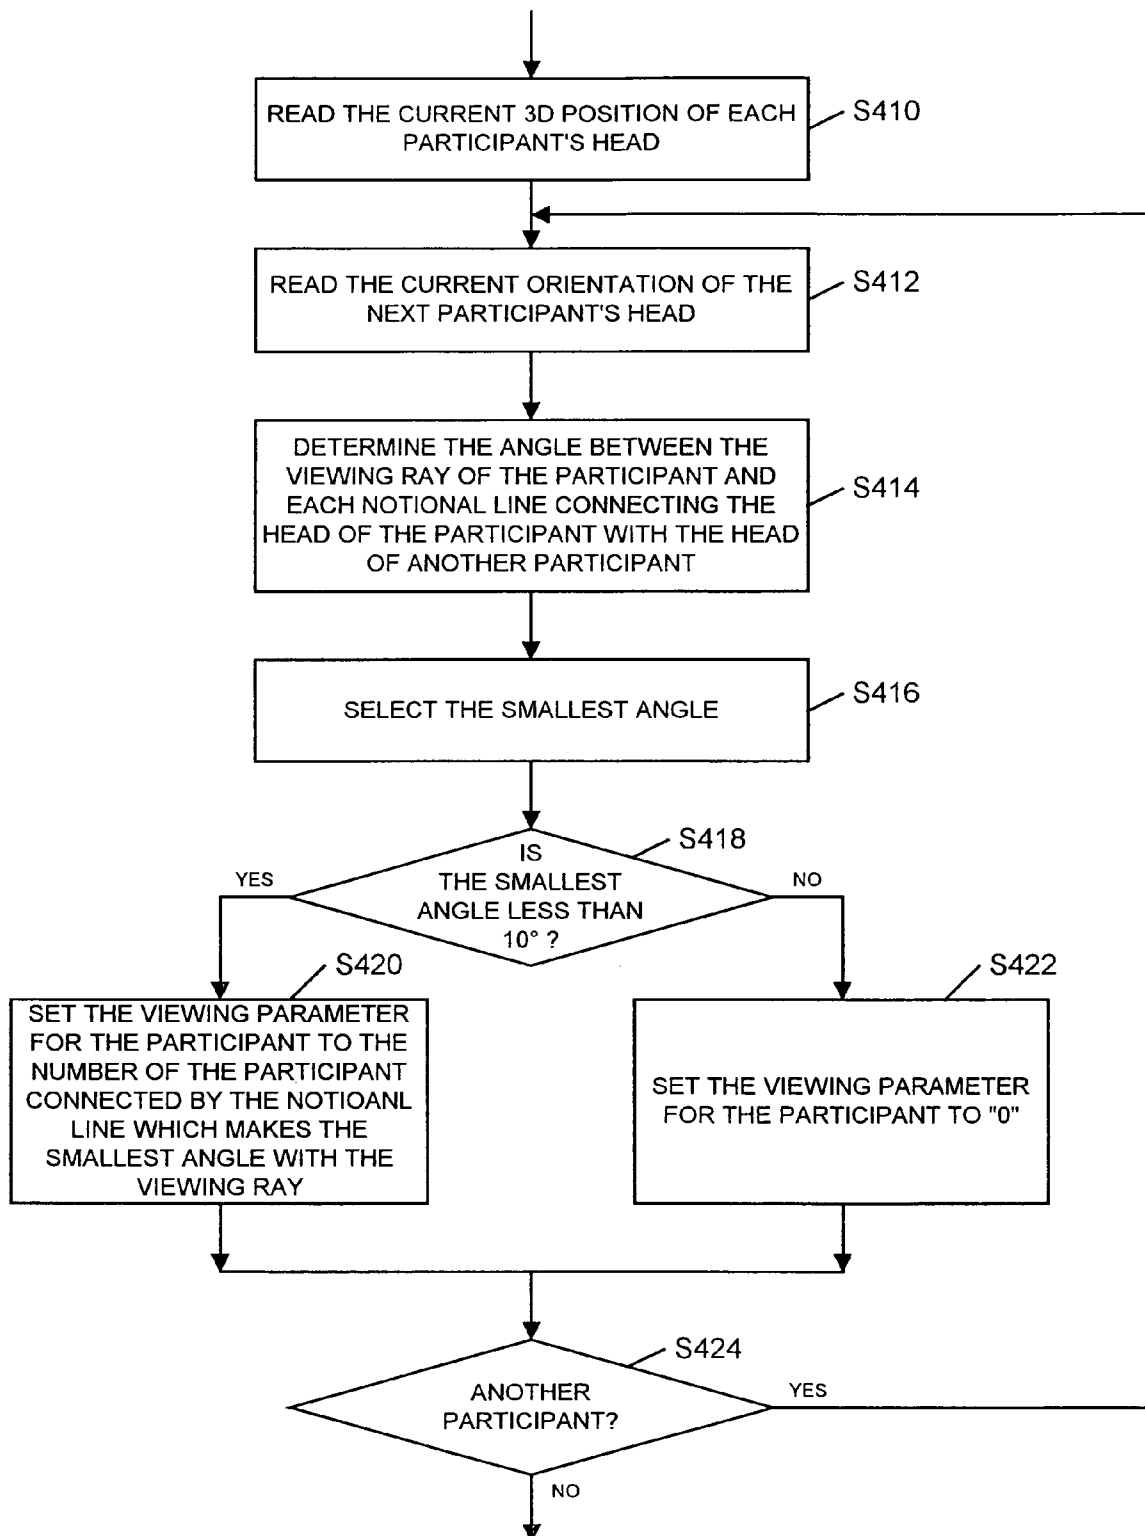 READ THE CURRENT 3D POSITION OF EACH
PARTICIPANT'S HEAD
S410
READ THE CURRENT ORIENTATION OF THE
NEXT PARTICIPANT'S HEAD
S412
DETERMINE THE ANGLE BETWEEN THE
VIEWING RAY OF THE PARTICIPANT AND
EACH NOTIONAL LINE CONNECTING THE
HEAD OF THE PARTICIPANT WITH THE HEAD
OF ANOTHER PARTICIPANT
S414
SELECT THE SMALLEST ANGLE
S416
S418
IS
THE SMALLEST
ANGLE LESS THAN
10° ?
YES
NO
S420
SET THE VIEWING PARAMETER
FOR THE PARTICIPANT TO THE
NUMBER OF THE PARTICIPANT
CONNECTED BY THE NOTIOANL
LINE WHICH MAKES THE
SMALLEST ANGLE WITH THE
VIEWING RAY
S422
SET THE VIEWING PARAMETER
FOR THE PARTICIPANT TO "0"
S424
ANOTHER
PARTICIPANT?
YES
NO